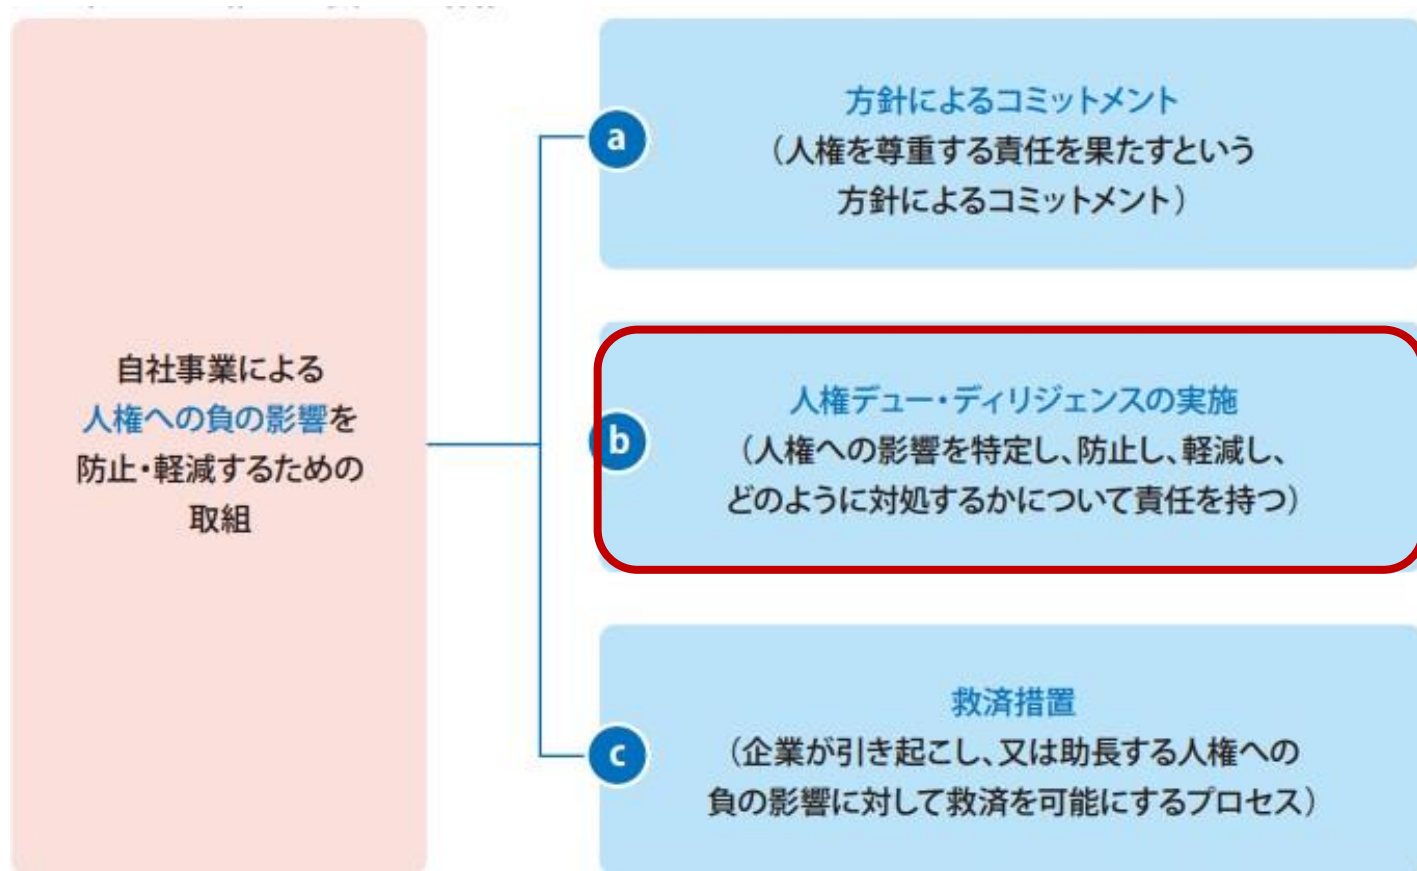 自社事業による
人権への負の影響を
防止・軽減するための
取組
a
方針によるコミットメント
（人権を尊重する責任を果たすという
方針によるコミットメント）
b
人権デュー・ディリジェンスの実施
（人権への影響を特定し、防止し、軽減し、
どのように対処するかについて責任を持つ）
c
救済措置
（企業が引き起こし、又は助長する人権への
負の影響に対して救済を可能にするプロセス）